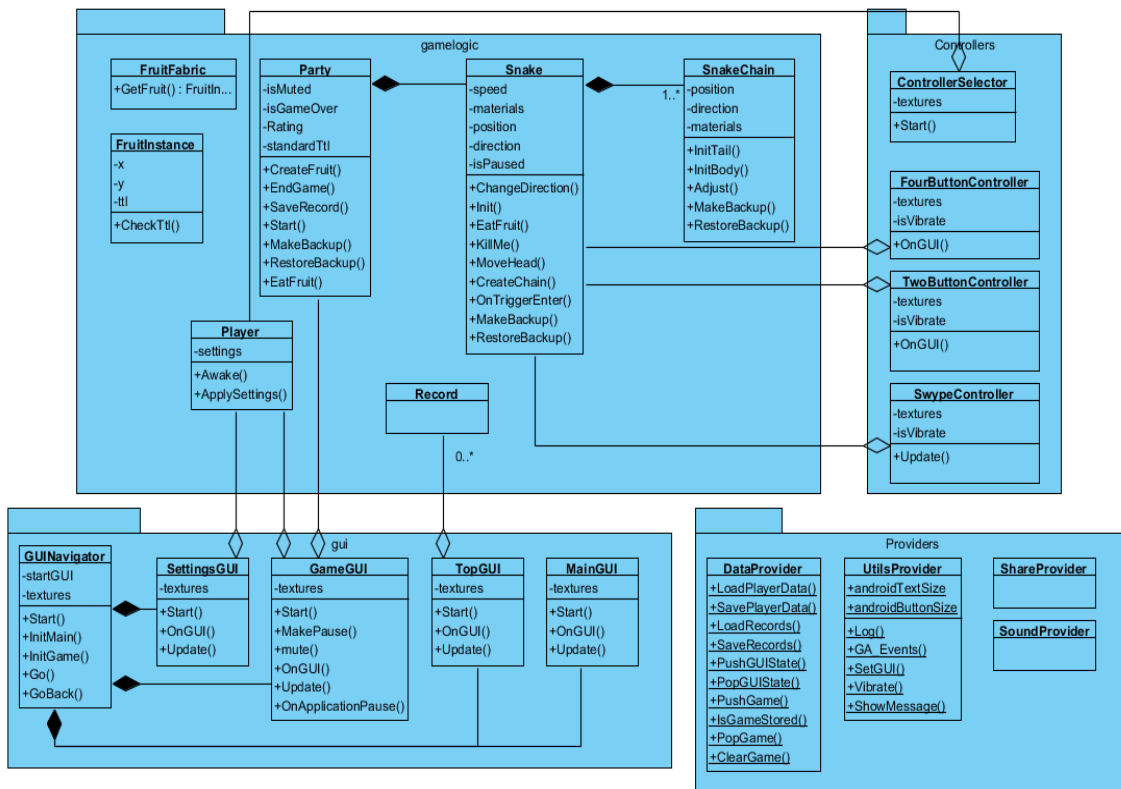 gamelogic
FruitFabric
+GetFruit() : FruitIn...
FruitInstance
-x
-y
-ttl
+CheckTtl()
Party
-isMuted
-isGameOver
-Rating
-standardTtl
+CreateFruit()
+EndGame()
+SaveRecord()
+Start()
+MakeBackup()
+RestoreBackup()
+EatFruit()
Snake
-speed
-materials
-position
-direction
-isPaused
+ChangeDirection()
+Init()
+EatFruit()
+KillMe()
+MoveHead()
+CreateChain()
+OnTriggerEnter()
+MakeBackup()
+RestoreBackup()
1..*
SnakeChain
-position
-direction
-materials
+InitTail()
+InitBody()
+Adjust()
+MakeBackup()
+RestoreBackup()
Player
-settings
+Awake()
+ApplySettings()
Record
0..*
Controllers
ControllerSelector
-textures
+Start()
FourButtonController
-textures
-isVibrate
+OnGUI()
TwoButtonController
-textures
-isVibrate
+OnGUI()
SwypeController
-textures
-isVibrate
+Update()
gui
GUINavigator
-startGUI
-textures
+Start()
+InitMain()
+InitGame()
+Go()
+GoBack()
SettingsGUI
-textures
+Start()
+OnGUI()
+Update()
GameGUI
-textures
+Start()
+MakePause()
+mute()
+OnGUI()
+Update()
+OnApplicationPause()
TopGUI
-textures
+Start()
+OnGUI()
+Update()
MainGUI
-textures
+Start()
+OnGUI()
+Update()
Providers
DataProvider
+LoadPlayerData()
+SavePlayerData()
+LoadRecords()
+SaveRecords()
+PushGUIState()
+PopGUIState()
+PushGame()
+IsGameStored()
+PopGame()
+ClearGame()
UtilsProvider
+androidTextSize
+androidButtonSize
+Log()
+GA_Events()
+SetGUI()
+Vibrate()
+ShowMessage()
ShareProvider
SoundProvider